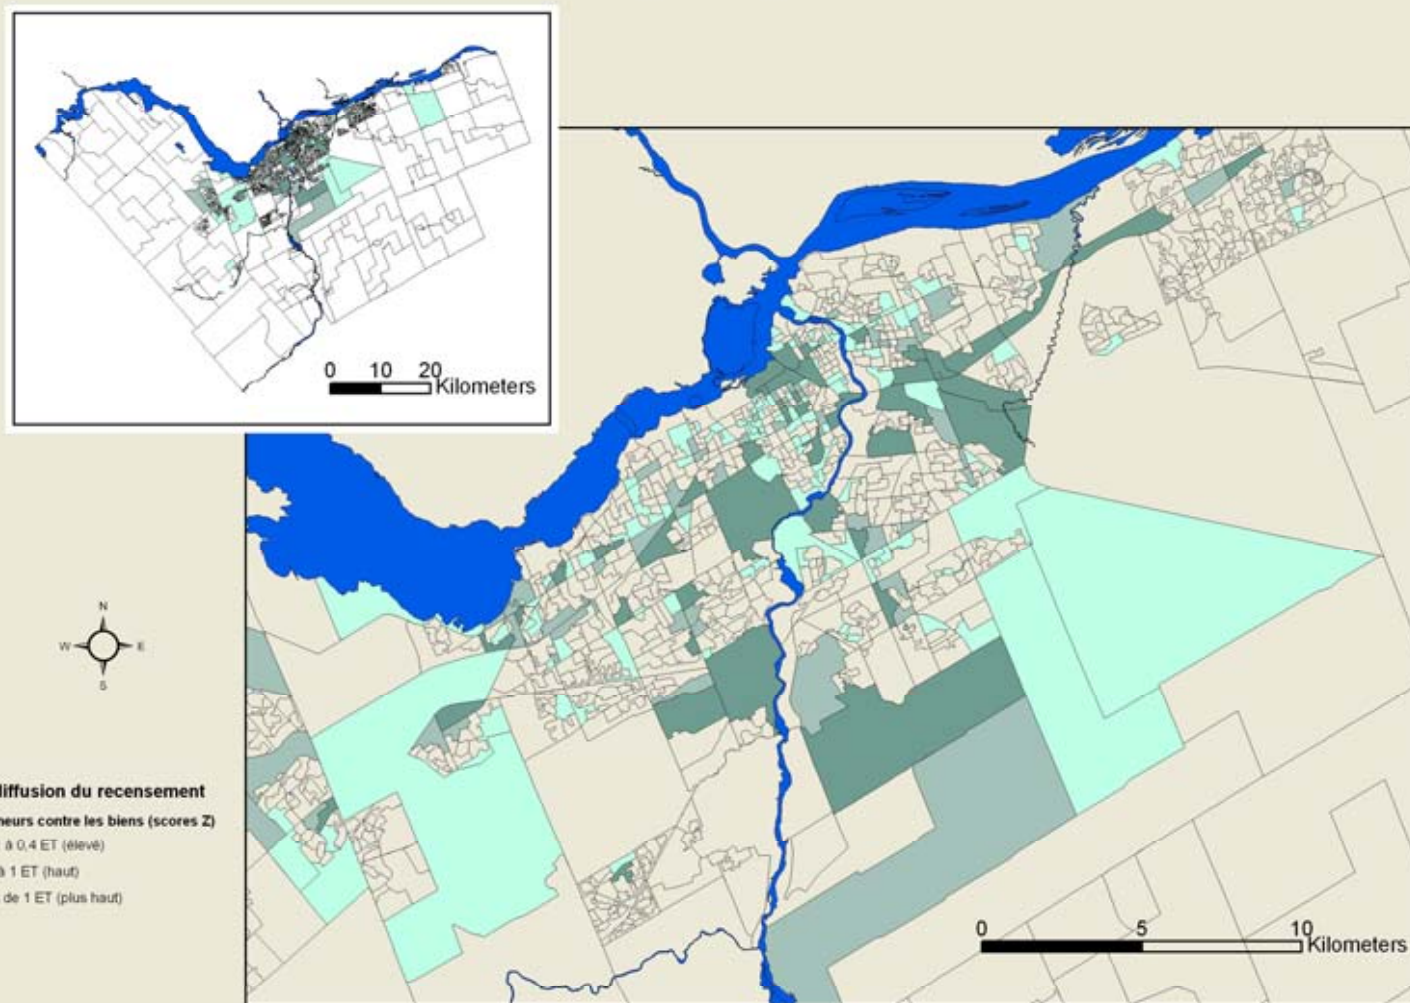 0 10 20
Kilometers
N
W E
S
diffusion du recensement
neurs contre les biens (scores Z)
à 0,4 ET (élevé)
à 1 ET (haut)
de 1 ET (plus haut)
0 5 10
Kilometers